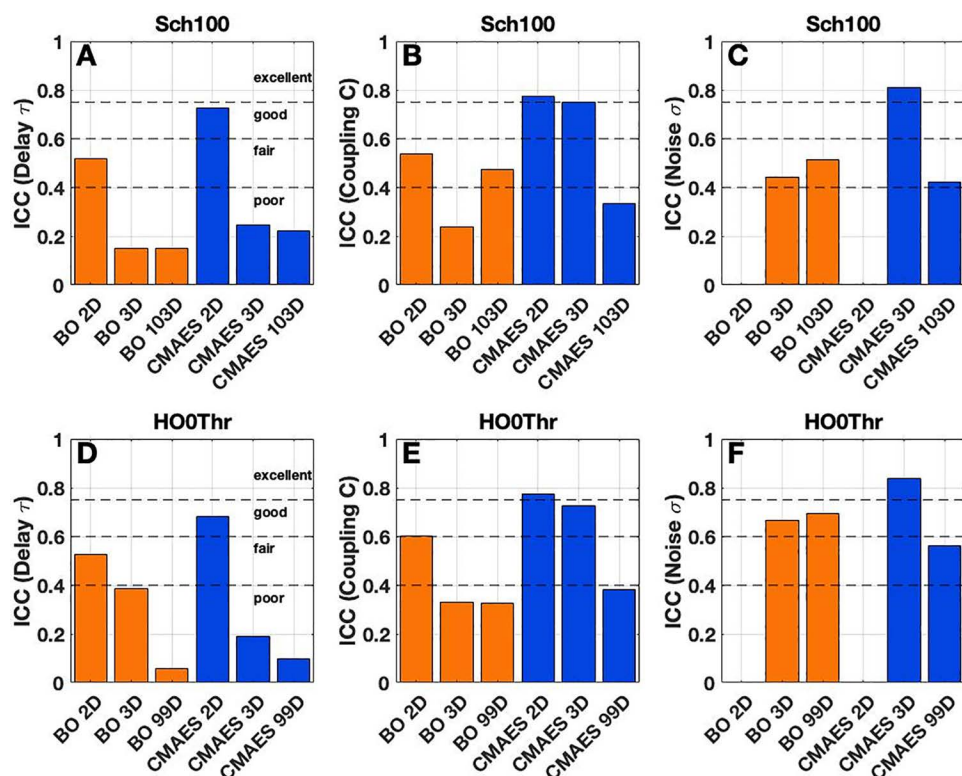 Sch100
A
ICC (Delay τ)
1
0.8
0.6
0.4
0.2
0
excellent
good
fair
poor
BO 2D
BO 3D
BO 103D
CMAES 2D
CMAES 3D
CMAES 103D
Sch100
B
ICC (Coupling C)
1
0.8
0.6
0.4
0.2
0
BO 2D
BO 3D
BO 103D
CMAES 2D
CMAES 3D
CMAES 103D
Sch100
C
ICC (Noise σ)
1
0.8
0.6
0.4
0.2
0
BO 2D
BO 3D
BO 103D
CMAES 2D
CMAES 3D
CMAES 103D
HO0Thr
D
ICC (Delay τ)
1
0.8
0.6
0.4
0.2
0
excellent
good
fair
poor
BO 2D
BO 3D
BO 99D
CMAES 2D
CMAES 3D
CMAES 99D
HO0Thr
E
ICC (Coupling C)
1
0.8
0.6
0.4
0.2
0
BO 2D
BO 3D
BO 99D
CMAES 2D
CMAES 3D
CMAES 99D
HO0Thr
F
ICC (Noise σ)
1
0.8
0.6
0.4
0.2
0
BO 2D
BO 3D
BO 99D
CMAES 2D
CMAES 3D
CMAES 99D